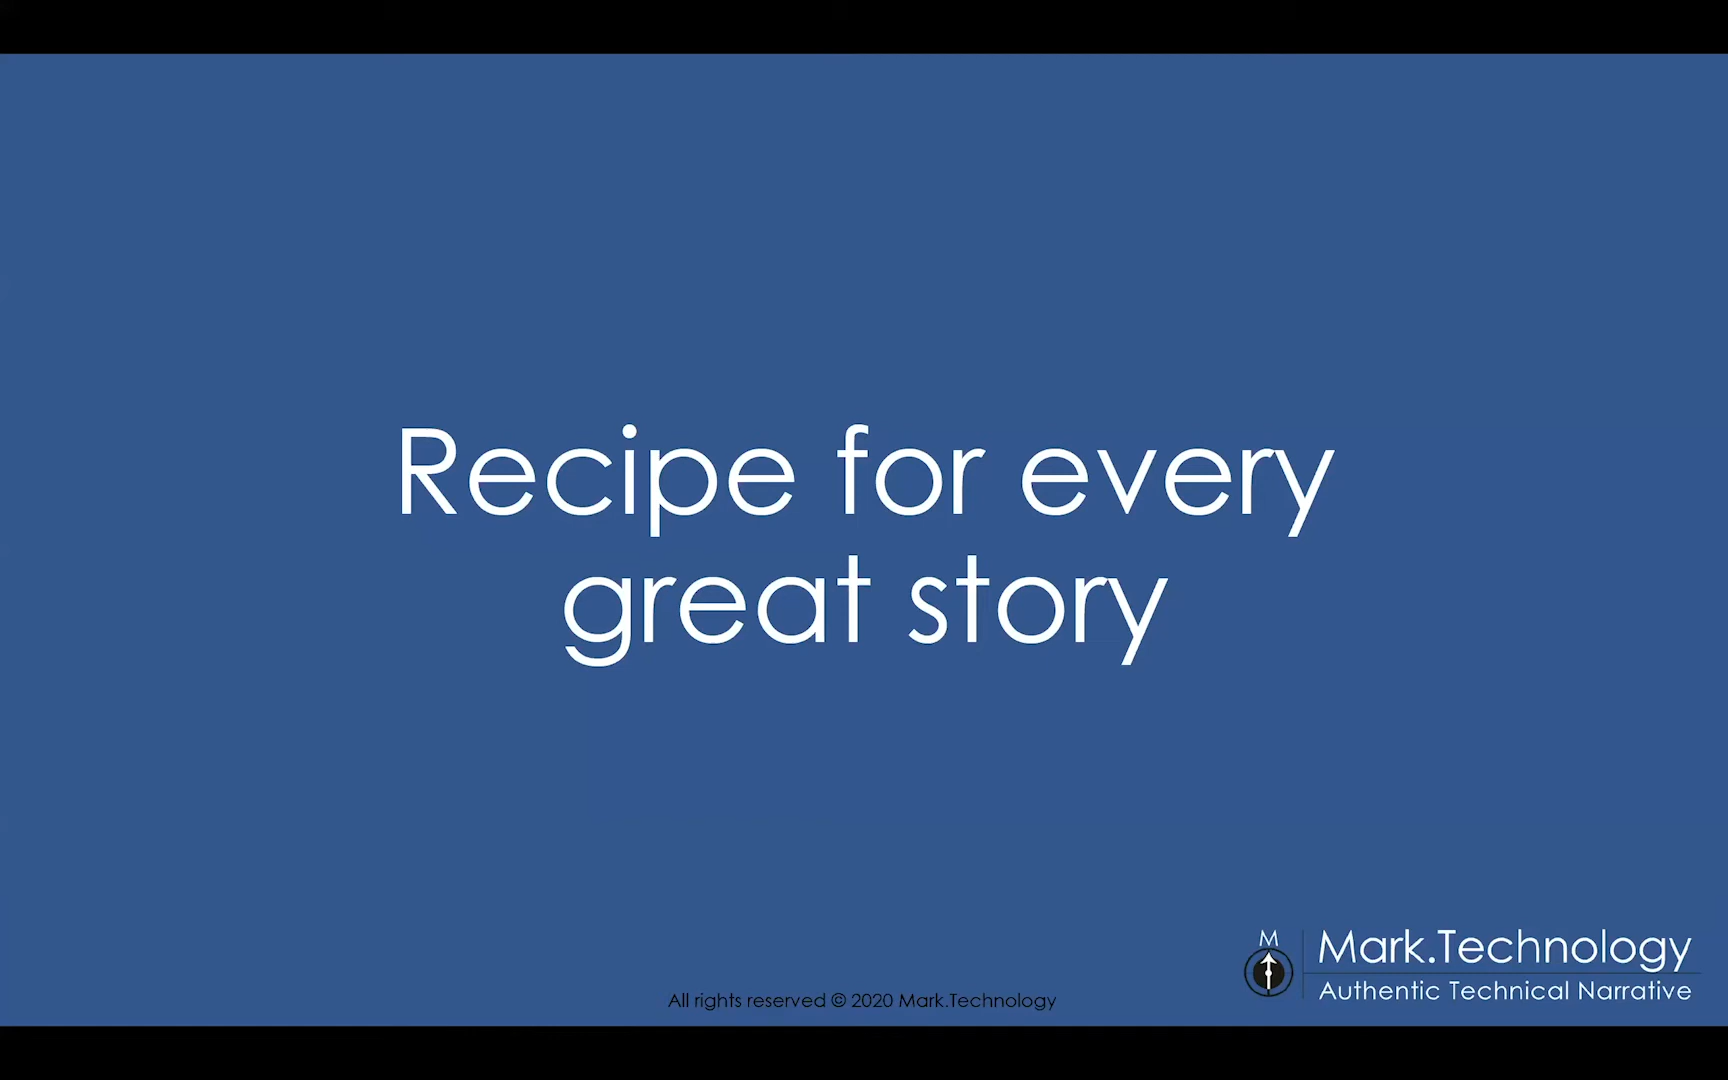 Recipe for every
great story
M
Mark.Technology
Authentic Technical Narrative
All rights reserved © 2020 Mark.Technology